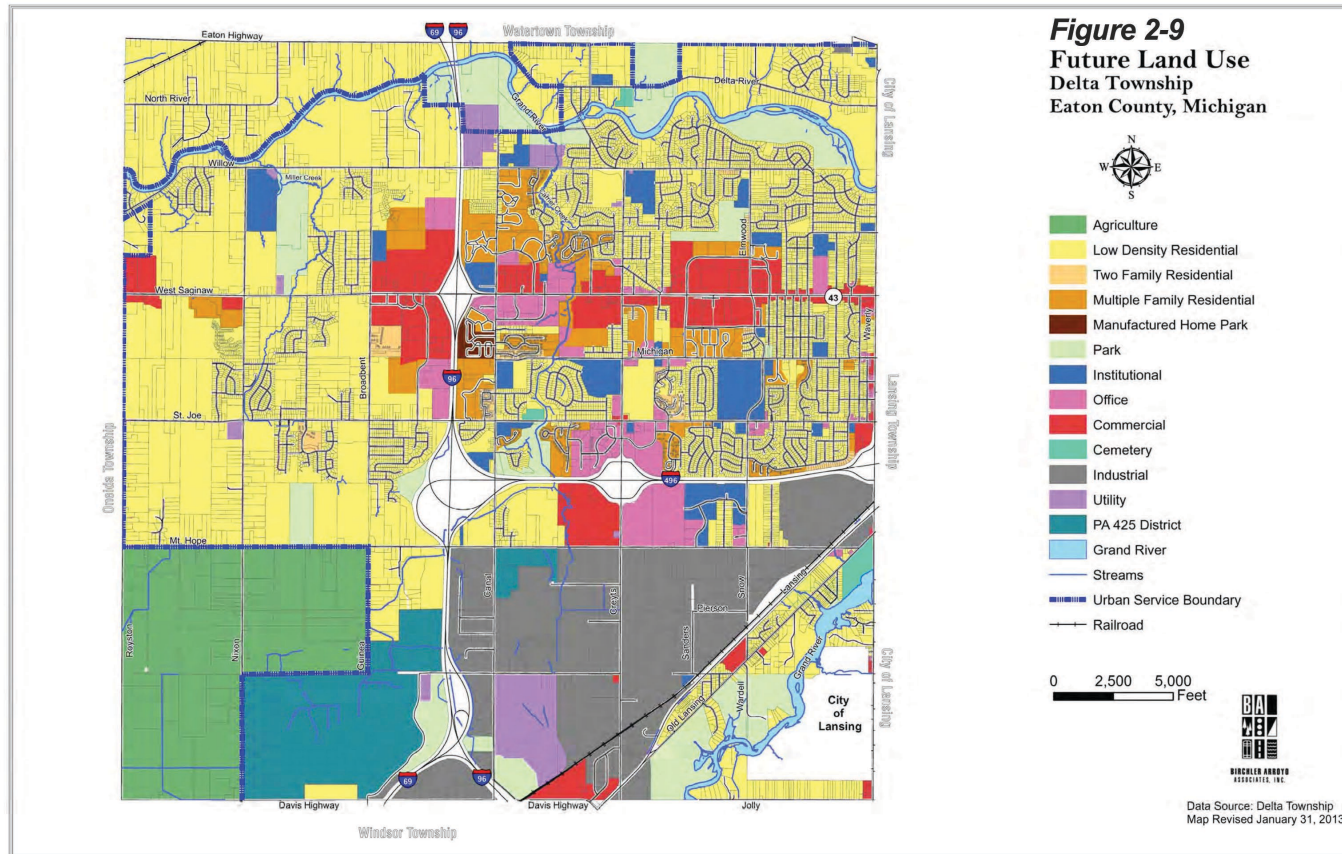 Figure 2-9
Future Land Use
Delta Township
Eaton County, Michigan
N
W E
S
Agriculture
Low Density Residential
Two Family Residential
Multiple Family Residential
Manufactured Home Park
Park
Institutional
Office
Commercial
Cemetery
Industrial
Utility
PA 425 District
Grand River
Streams
Urban Service Boundary
Railroad
0 2,500 5,000
Feet
BA
BIRCHLER ARROYO
ASSOCIATES, INC.
Data Source: Delta Township
Map Revised January 31, 2013
Watertown Township
69 96
Eaton Highway
North River
Grand River
Delta River
City of Lansing
Willow
Miller Creek
Elmwood
West Saginaw
43
Waverly
Michigan
Broadbent
96
Lansing Township
St. Joe
Oneida Township
496
Mt. Hope
Canal
Creyts
Pierson
Snow
Lansing
Royston
Nixon
Guinea
Sanders
Grand River
City of Lansing
Old Lansing
Wardell
City
of
Lansing
69
96
Davis Highway
Davis Highway
Jolly
Windsor Township